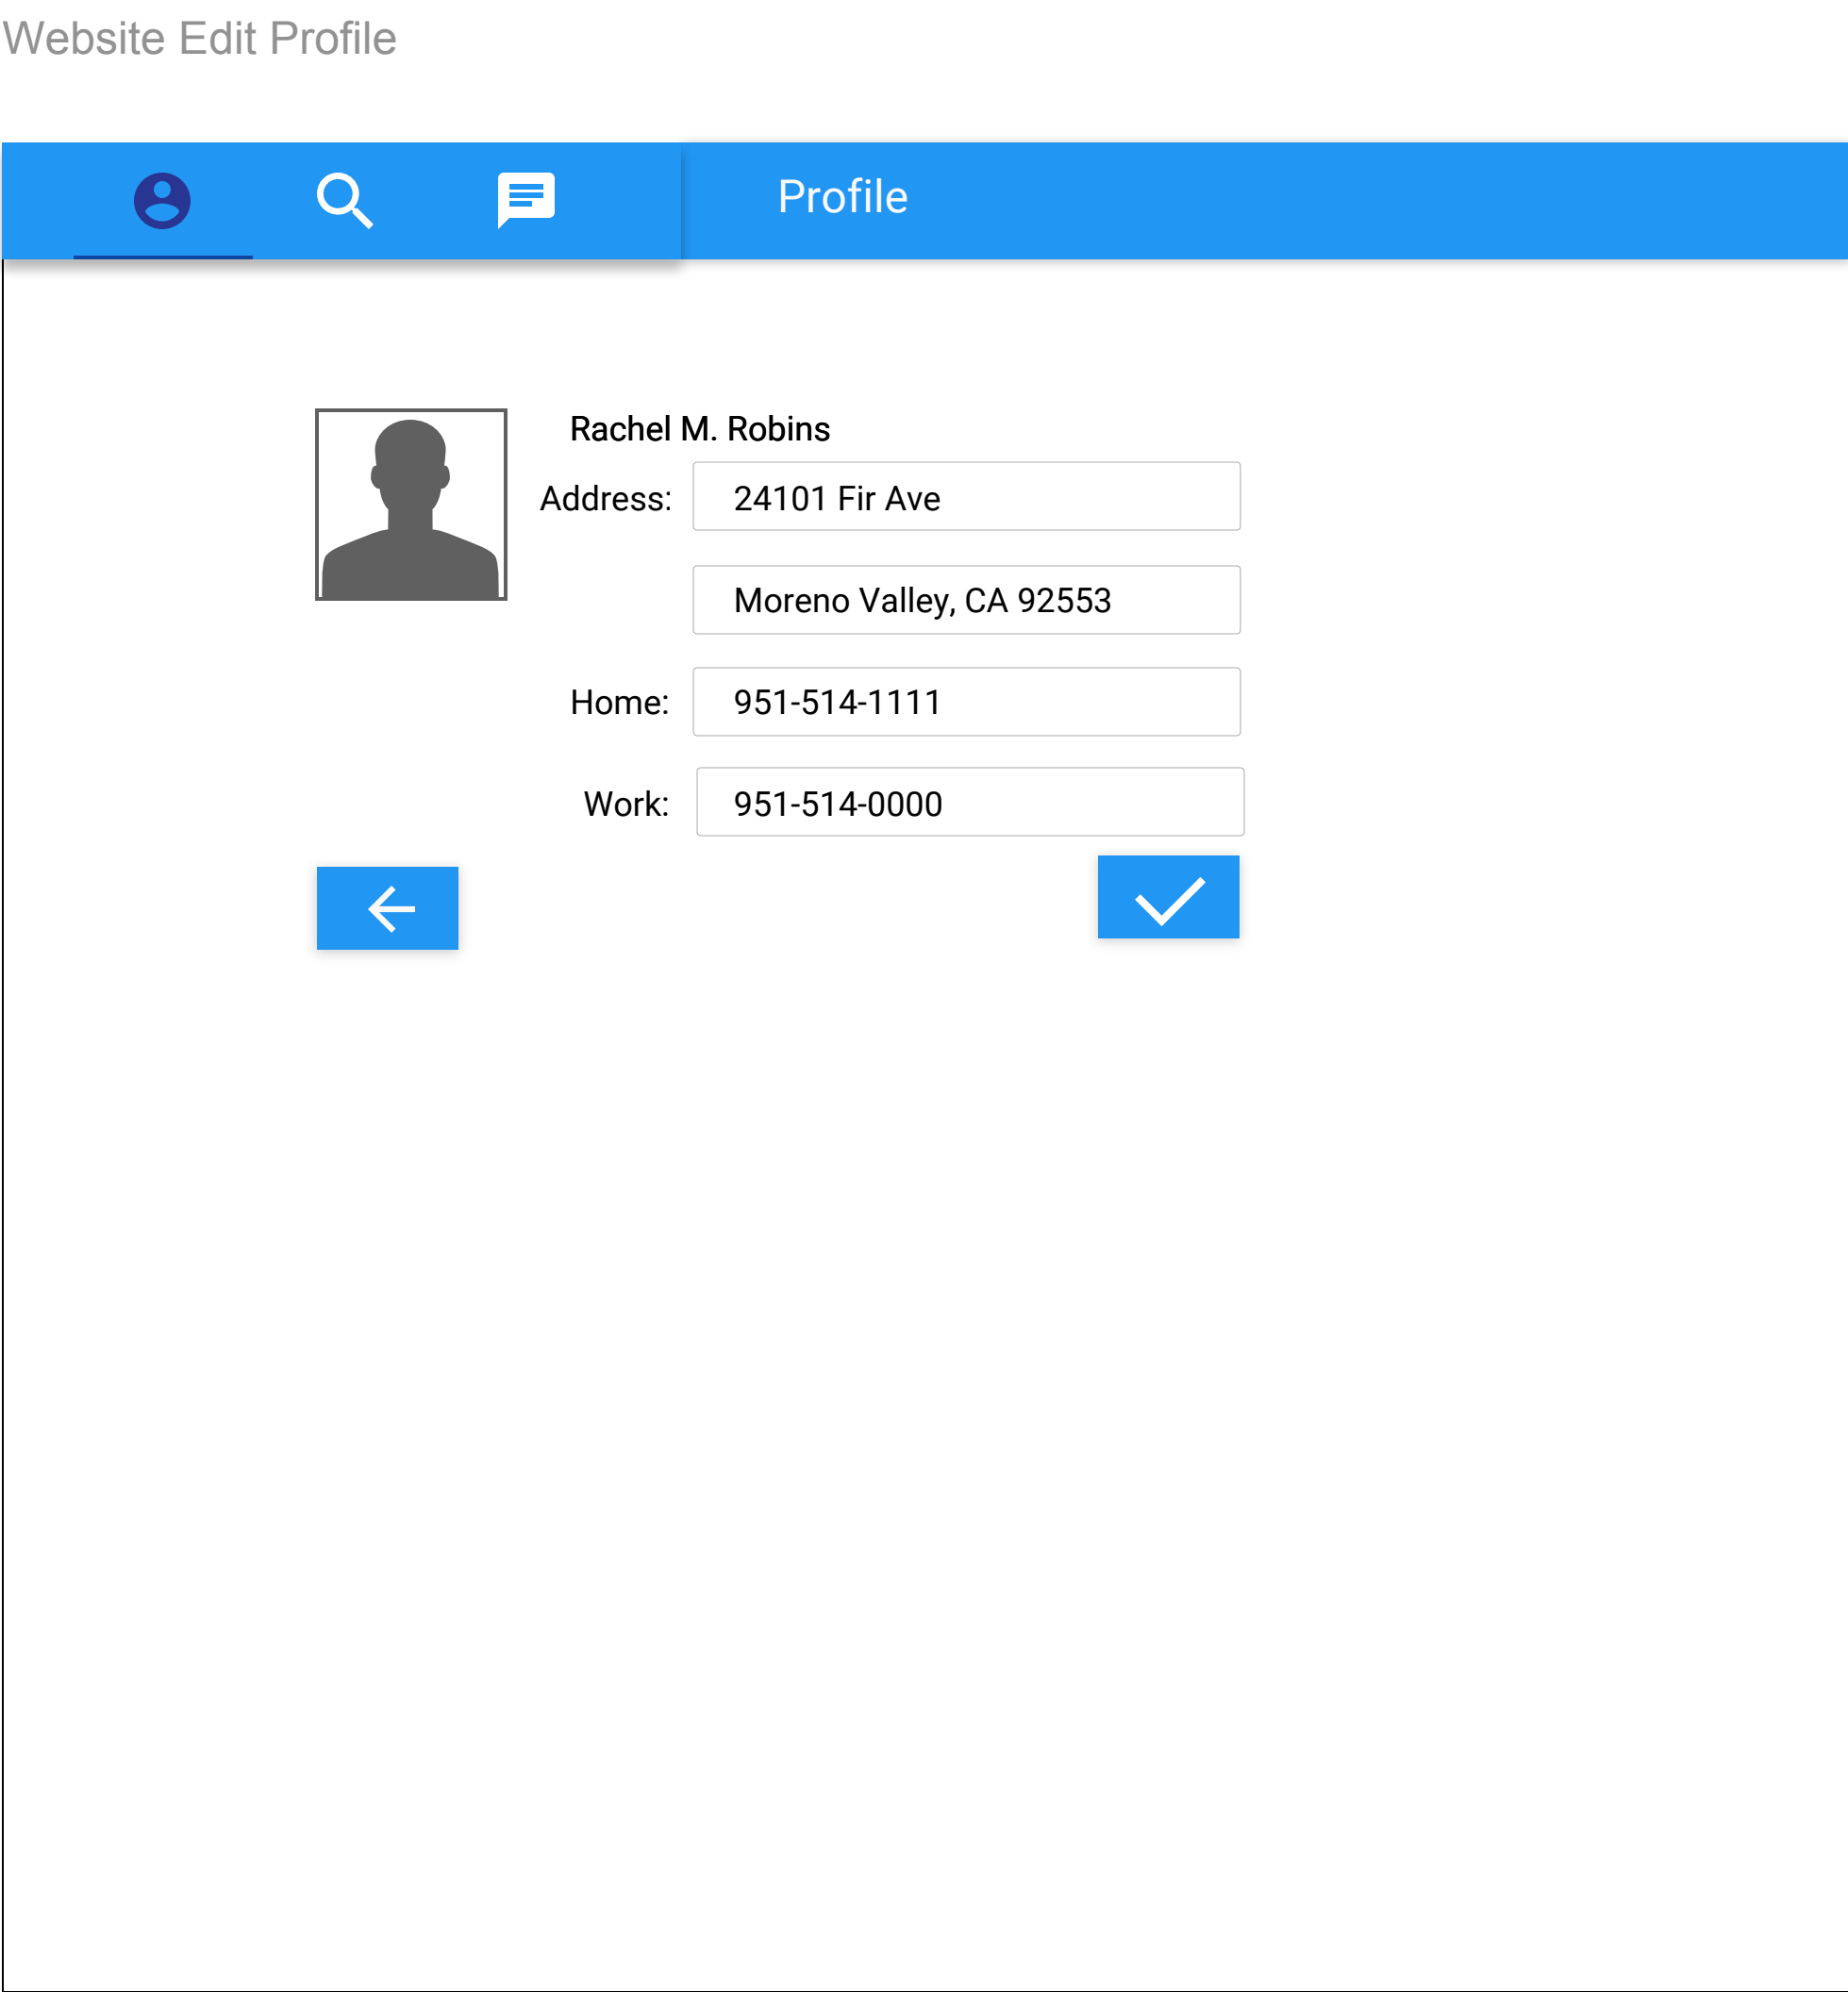 Website Edit Profile
Profile
Rachel M. Robins
Address: 24101 Fir Ave
Moreno Valley, CA 92553
Home: 951-514-1111
Work: 951-514-0000